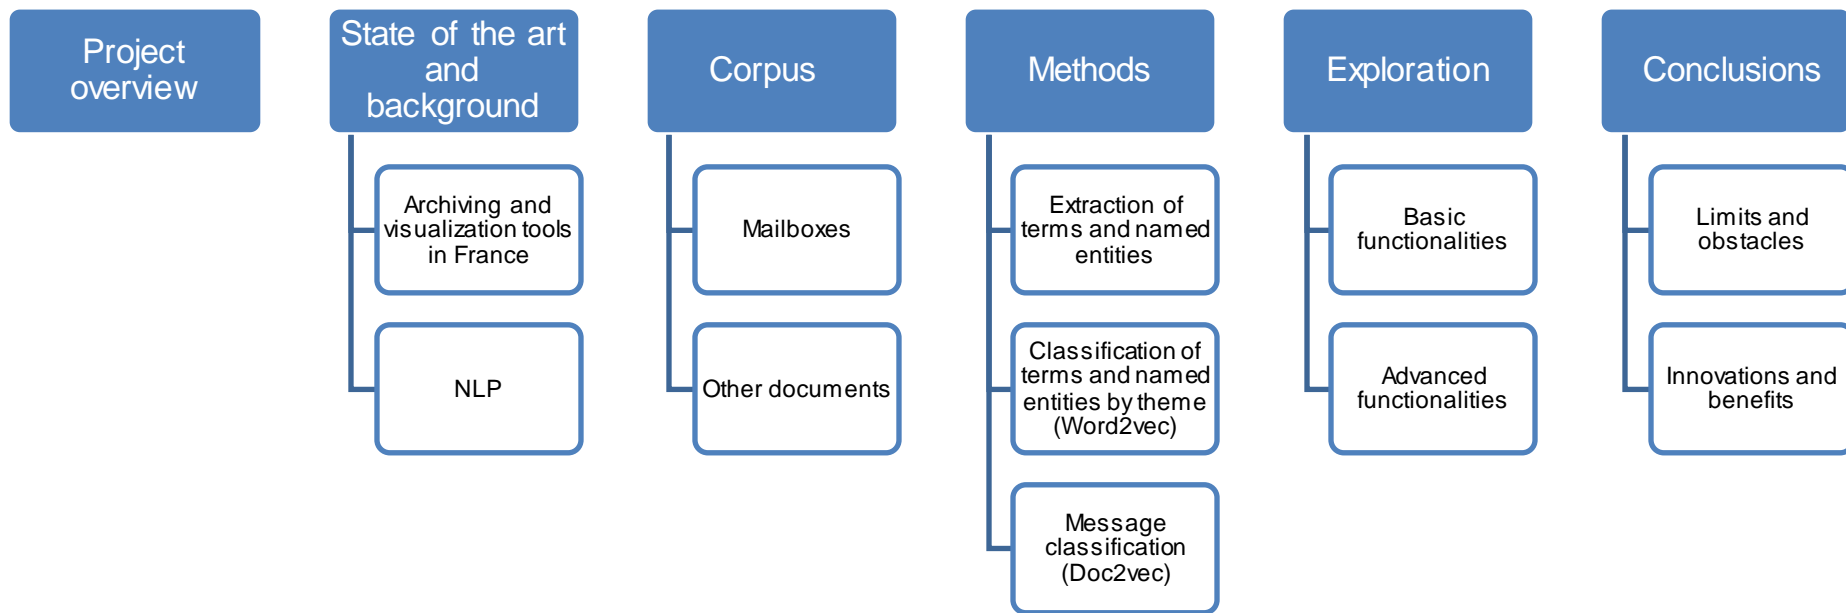 Project
overview
State of the art
and
background
Archiving and
visualization tools
in France
NLP
Corpus
Mailboxes
Other documents
Methods
Extraction of
terms and named
entities
Classification of
terms and named
entities by theme
(Word2vec)
Message
classification
(Doc2vec)
Exploration
Basic
functionalities
Advanced
functionalities
Conclusions
Limits and
obstacles
Innovations and
benefits